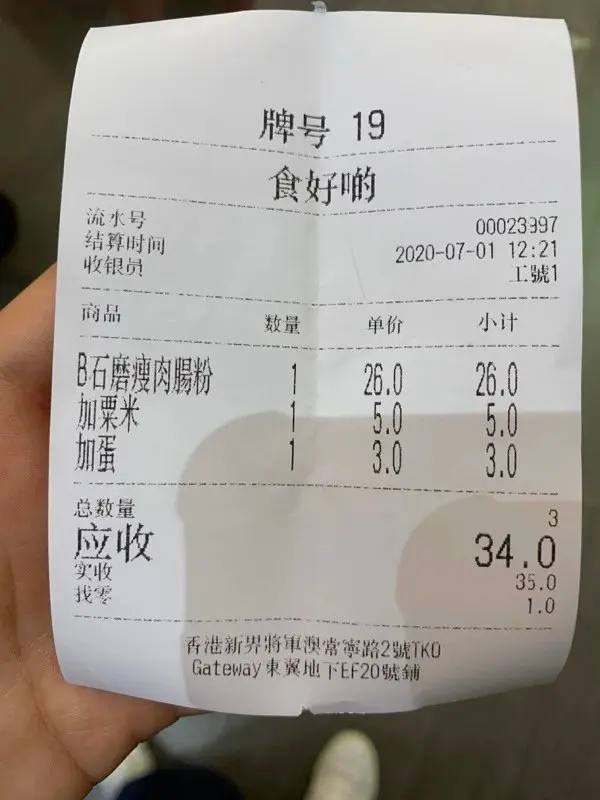 牌号 19
食好啲
流水号 00023997
结算时间 2020-07-01 12:21
收银员 工號1
商品 数量 单价 小计
B石磨瘦肉腸粉 1 26.0 26.0
加粟米 1 5.0 5.0
加蛋 1 3.0 3.0
总数量 3
应收 34.0
实收 35.0
找零 1.0
香港新界將軍澳常寧路2號TKO
Gateway東翼地下EF20號鋪